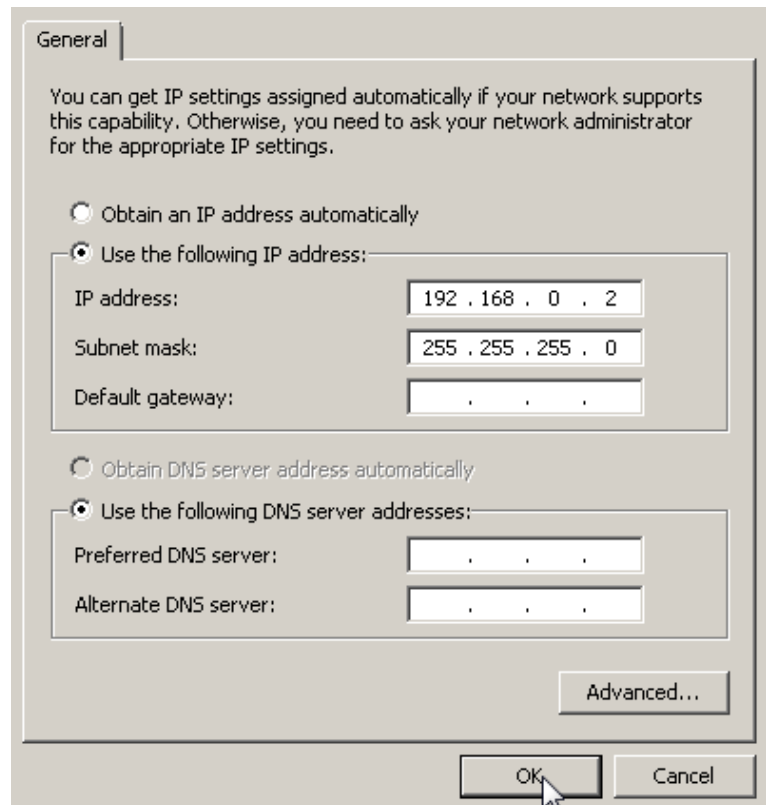 General
You can get IP settings assigned automatically if your network supports
this capability. Otherwise, you need to ask your network administrator
for the appropriate IP settings.
Obtain an IP address automatically
Use the following IP address:
IP address: 192 . 168 . 0 . 2
Subnet mask: 255 . 255 . 255 . 0
Default gateway: . . .
Obtain DNS server address automatically
Use the following DNS server addresses:
Preferred DNS server: . . .
Alternate DNS server: . . .
Advanced...
OK Cancel